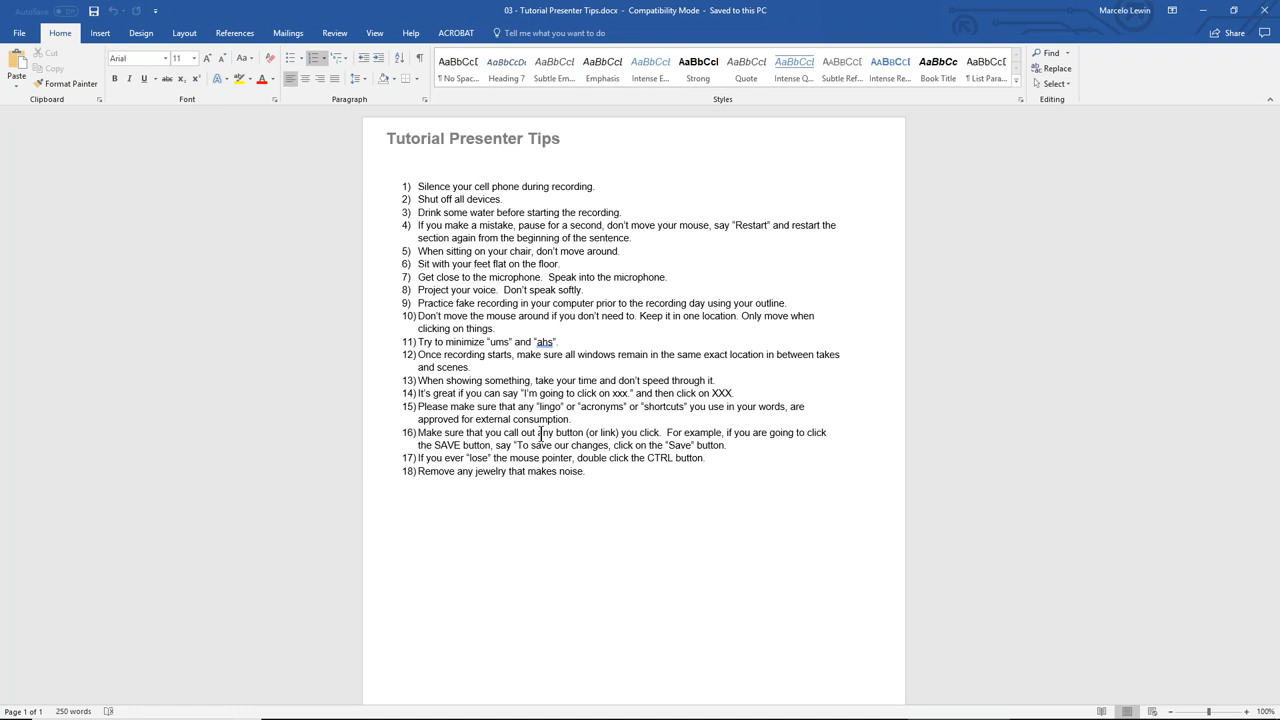 AutoSave Off 03 - Tutorial Presenter Tips.docx - Compatibility Mode - Saved to this PC Marcelo Lewin
File Home Insert Design Layout References Mailings Review View Help ACROBAT Tell me what you want to do Share
Paste Cut Copy Format Painter
Arial 11
AaBbCcI AaBbCcDc AaBbCcI AaBbCcI AaBbCcI AaBbCcI AaBbCcI AaBbCcI AaBbCcI AaBbCcI AaBbCc AaBbCcI
¶ No Spac... Heading 7 Subtle Em... Emphasis Intense E... Strong Quote Intense Q... Subtle Ref... Intense Re... Book Title ¶ List Para...
Find Replace Select
Clipboard Font Paragraph Styles Editing
Tutorial Presenter Tips
1) Silence your cell phone during recording.
2) Shut off all devices.
3) Drink some water before starting the recording.
4) If you make a mistake, pause for a second, don’t move your mouse, say “Restart” and restart the
section again from the beginning of the sentence.
5) When sitting on your chair, don’t move around.
6) Sit with your feet flat on the floor.
7) Get close to the microphone. Speak into the microphone.
8) Project your voice. Don’t speak softly.
9) Practice fake recording in your computer prior to the recording day using your outline.
10) Don’t move the mouse around if you don’t need to. Keep it in one location. Only move when
clicking on things.
11) Try to minimize “ums” and “ahs”.
12) Once recording starts, make sure all windows remain in the same exact location in between takes
and scenes.
13) When showing something, take your time and don’t speed through it.
14) It’s great if you can say “I’m going to click on xxx.” and then click on XXX.
15) Please make sure that any “lingo” or “acronyms” or “shortcuts” you use in your words, are
approved for external consumption.
16) Make sure that you call out any button (or link) you click. For example, if you are going to click
the SAVE button, say “To save our changes, click on the “Save” button.
17) If you ever “lose” the mouse pointer, double click the CTRL button.
18) Remove any jewelry that makes noise.
Page 1 of 1 250 words 100%